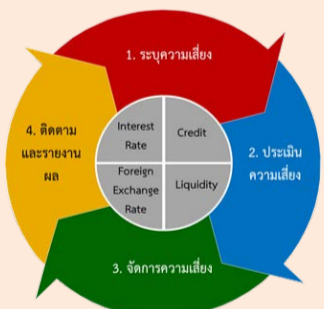 1. ระบุความเสี่ยง
2. ประเมิน
ความเสี่ยง
3. จัดการความเสี่ยง
4. ติดตาม
และรายงาน
ผล
Interest
Rate
Credit
Foreign
Exchange
Rate
Liquidity